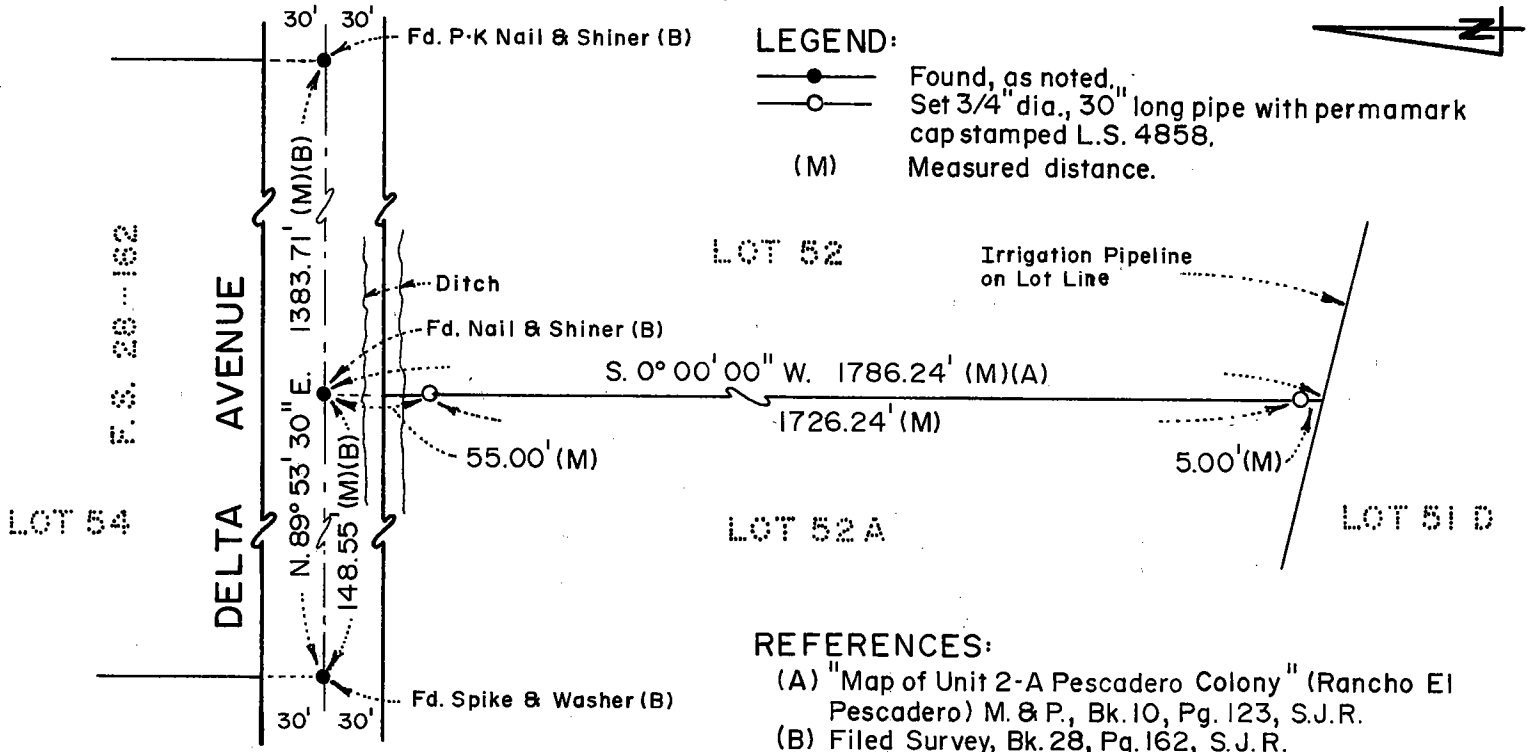 30' 30'
Fd. P-K Nail & Shiner (B)
LEGEND:
N
Found, as noted.
Set 3/4" dia., 30" long pipe with permamark
cap stamped L.S. 4858.
(M) Measured distance.
F.S. 28-162
DELTA AVENUE
N. 89° 53' 30" E. 1383.71' (M)(B)
148.55' (M)(B)
Ditch
Fd. Nail & Shiner (B)
LOT 52
Irrigation Pipeline
on Lot Line
S. 0° 00' 00" W. 1786.24' (M)(A)
1726.24' (M)
55.00' (M)
5.00' (M)
LOT 54
LOT 52 A
LOT 51 D
Fd. Spike & Washer (B)
30' 30'
REFERENCES:
(A) "Map of Unit 2-A Pescadero Colony" (Rancho El
Pescadero) M. & P., Bk. 10, Pg. 123, S.J.R.
(B) Filed Survey, Bk. 28, Pg. 162, S.J.R.